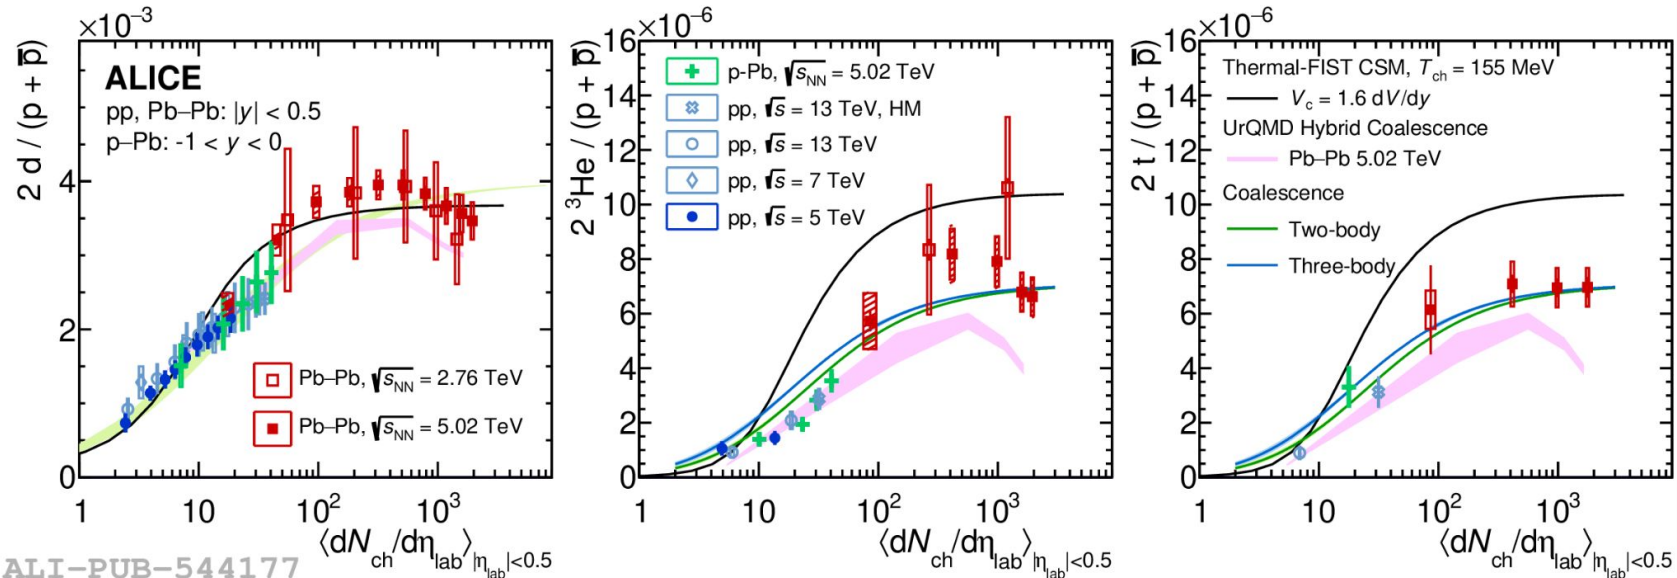 ×10⁻³
2 d / (p + p̅)
ALICE
pp, Pb–Pb: |y| < 0.5
p–Pb: -1 < y < 0
4
2
0
Pb–Pb, √s_NN = 2.76 TeV
Pb–Pb, √s_NN = 5.02 TeV
1 10 10² 10³
⟨dN_ch/dη_lab⟩_|η_lab|<0.5
×10⁻⁶
2 ³He / (p + p̅)
16
14
12
10
8
6
4
2
0
p-Pb, √s_NN = 5.02 TeV
pp, √s = 13 TeV, HM
pp, √s = 13 TeV
pp, √s = 7 TeV
pp, √s = 5 TeV
1 10 10² 10³
⟨dN_ch/dη_lab⟩_|η_lab|<0.5
×10⁻⁶
2 t / (p + p̅)
16
14
12
10
8
6
4
2
0
Thermal-FIST CSM, T_ch = 155 MeV
V_c = 1.6 dV/dy
UrQMD Hybrid Coalescence
Pb–Pb 5.02 TeV
Coalescence
Two-body
Three-body
1 10 10² 10³
⟨dN_ch/dη_lab⟩_|η_lab|<0.5
ALI-PUB-544177